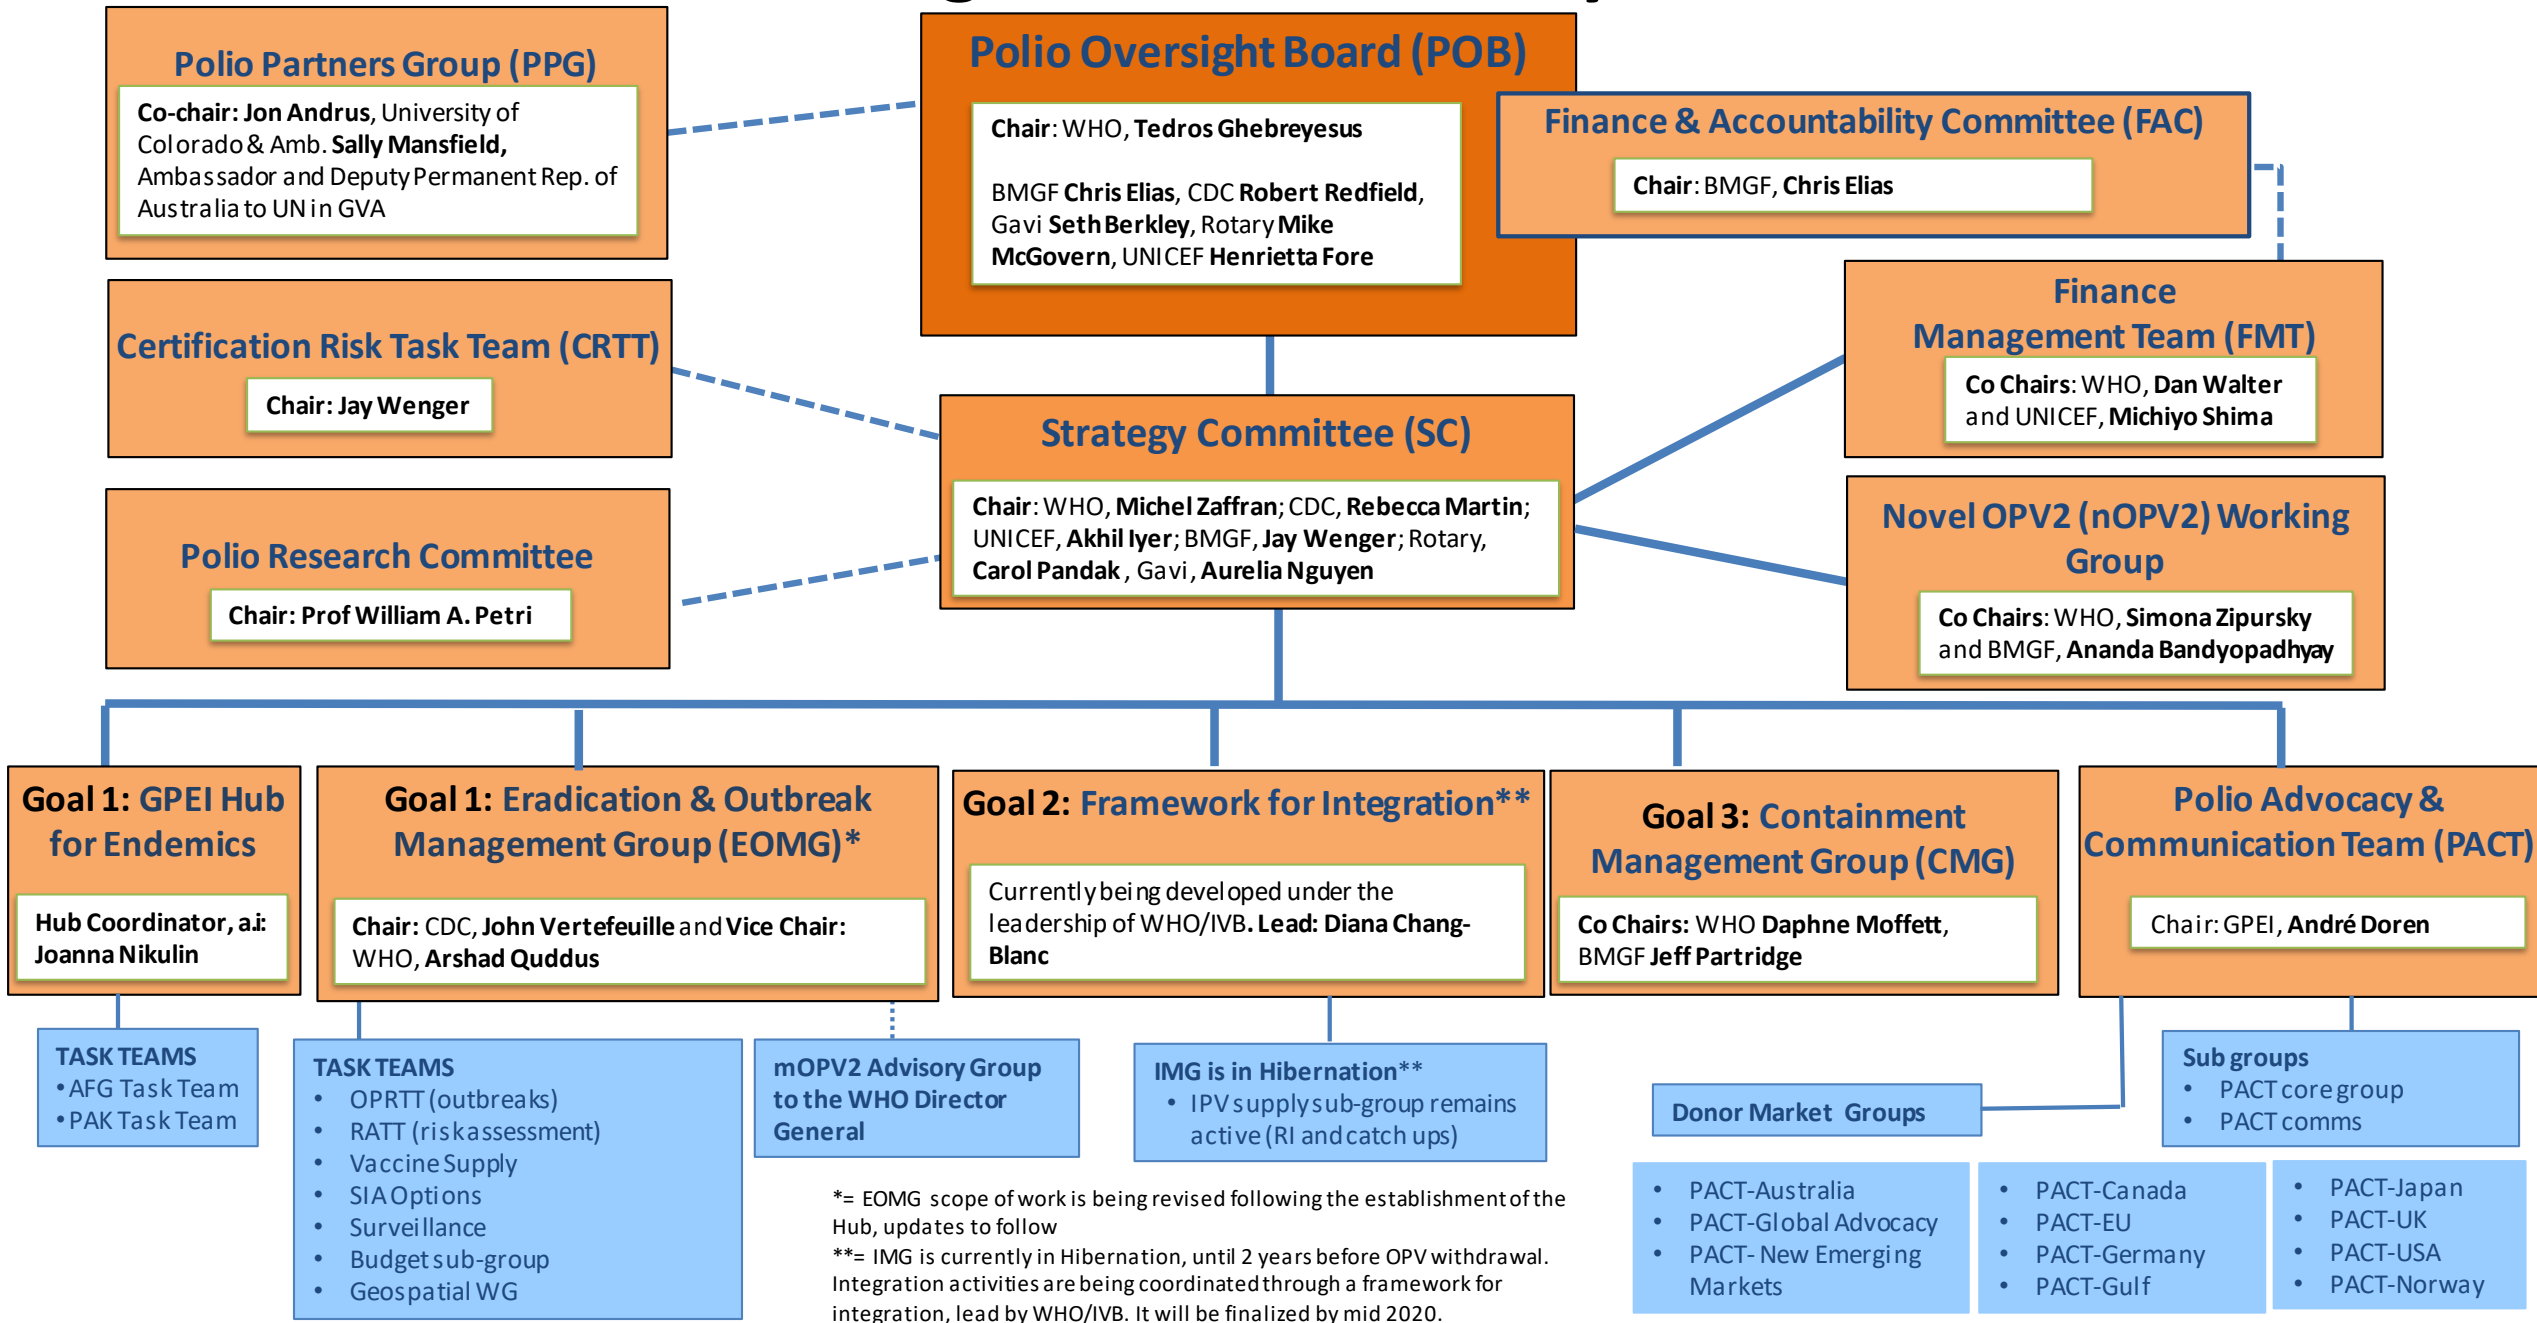 Polio Partners Group (PPG)
Co-chair: Jon Andrus, University of
Colorado & Amb. Sally Mansfield,
Ambassador and Deputy Permanent Rep. of
Australia to UN in GVA
Polio Oversight Board (POB)
Chair: WHO, Tedros Ghebreyesus
BMGF Chris Elias, CDC Robert Redfield,
Gavi Seth Berkley, Rotary Mike
McGovern, UNICEF Henrietta Fore
Finance & Accountability Committee (FAC)
Chair: BMGF, Chris Elias
Certification Risk Task Team (CRTT)
Chair: Jay Wenger
Finance
Management Team (FMT)
Co Chairs: WHO, Dan Walter
and UNICEF, Michiyo Shima
Strategy Committee (SC)
Chair: WHO, Michel Zaffran; CDC, Rebecca Martin;
UNICEF, Akhil Iyer; BMGF, Jay Wenger; Rotary,
Carol Pandak , Gavi, Aurelia Nguyen
Polio Research Committee
Chair: Prof William A. Petri
Novel OPV2 (nOPV2) Working
Group
Co Chairs: WHO, Simona Zipursky
and BMGF, Ananda Bandyopadhyay
Goal 1: GPEI Hub
for Endemics
Hub Coordinator, a.i:
Joanna Nikulin
Goal 1: Eradication & Outbreak
Management Group (EOMG)*
Chair: CDC, John Vertefeuille and Vice Chair:
WHO, Arshad Quddus
Goal 2: Framework for Integration**
Currently being developed under the
leadership of WHO/IVB. Lead: Diana Chang-
Blanc
Goal 3: Containment
Management Group (CMG)
Co Chairs: WHO Daphne Moffett,
BMGF Jeff Partridge
Polio Advocacy &
Communication Team (PACT)
Chair: GPEI, André Doren
TASK TEAMS
• AFG Task Team
• PAK Task Team
TASK TEAMS
• OPRTT (outbreaks)
• RATT (risk assessment)
• Vaccine Supply
• SIA Options
• Surveillance
• Budget sub-group
• Geospatial WG
mOPV2 Advisory Group
to the WHO Director
General
IMG is in Hibernation**
• IPV supply sub-group remains
active (RI and catch ups)
Donor Market Groups
Sub groups
• PACT core group
• PACT comms
• PACT-Australia
• PACT-Global Advocacy
• PACT- New Emerging
Markets
• PACT-Canada
• PACT-EU
• PACT-Germany
• PACT-Gulf
• PACT-Japan
• PACT-UK
• PACT-USA
• PACT-Norway
*= EOMG scope of work is being revised following the establishment of the
Hub, updates to follow
**= IMG is currently in Hibernation, until 2 years before OPV withdrawal.
Integration activities are being coordinated through a framework for
integration, lead by WHO/IVB. It will be finalized by mid 2020.